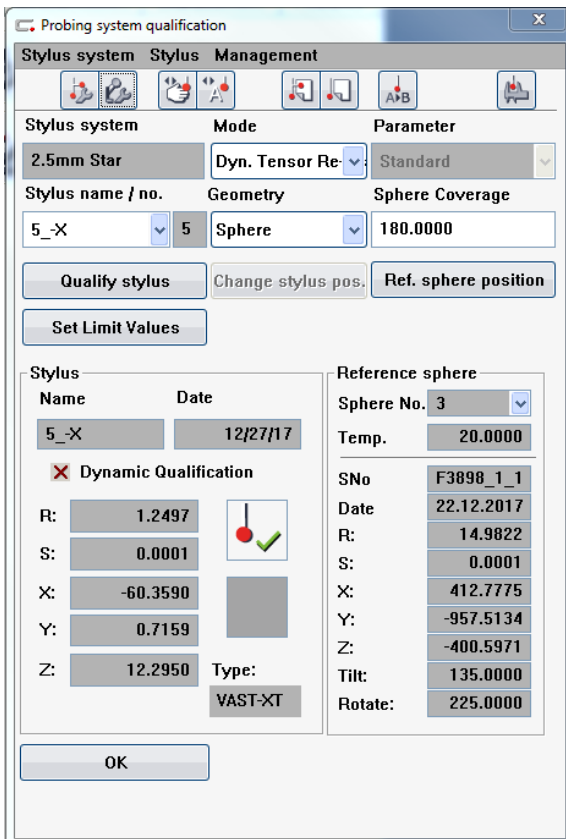 Probing system qualification
x
Stylus system Stylus Management
A▸B
Stylus system Mode Parameter
2.5mm Star Dyn. Tensor Re- Standard
Stylus name / no. Geometry Sphere Coverage
5_-X 5 Sphere 180.0000
Qualify stylus Change stylus pos. Ref. sphere position
Set Limit Values
Stylus
Name Date
5_-X 12/27/17
Dynamic Qualification
R: 1.2497
S: 0.0001
X: -60.3590
Y: 0.7159
Z: 12.2950 Type:
VAST-XT
Reference sphere
Sphere No. 3
Temp. 20.0000
SNo F3898_1_1
Date 22.12.2017
R: 14.9822
S: 0.0001
X: 412.7775
Y: -957.5134
Z: -400.5971
Tilt: 135.0000
Rotate: 225.0000
OK